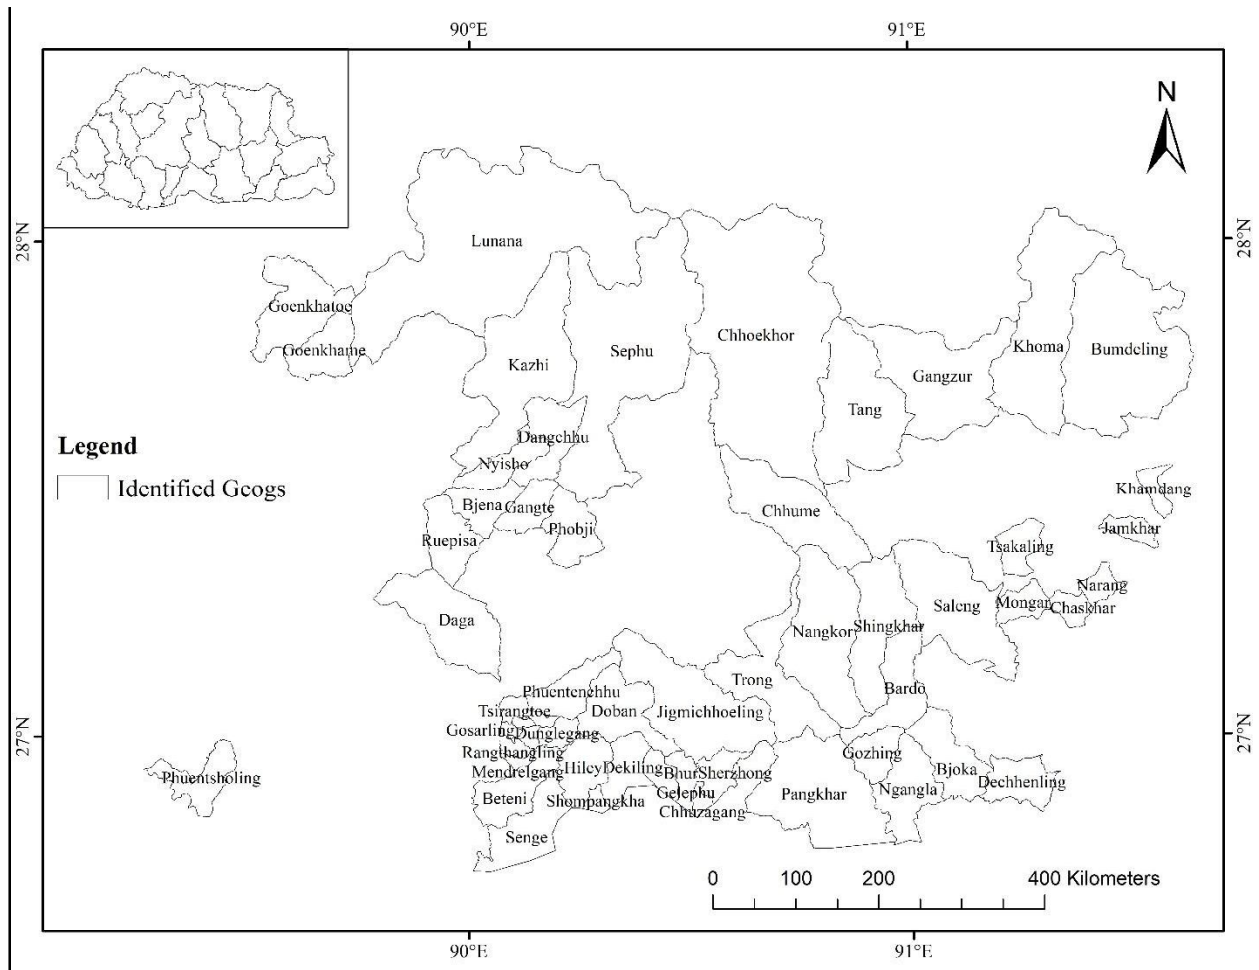 90°E
91°E
N
28°N
28°N
Lunana
Goenkhatoe
Goenkhame
Kazhi
Sephu
Chhoekhor
Khoma
Bumdeling
Gangzur
Tang
Legend
Identified Geogs
Dangchhu
Nyisho
Bjena
Gangte
Phobji
Ruepisa
Chhume
Khamdang
Jamkhar
Tsakaling
Narang
Mongar
Chaskhar
Saleng
Daga
Nangkor
Shingkhar
Trong
Bardo
Phuentenchhu
Tsirangtoe
Doban
Jigmichhoeling
Gosarling
Dunglegang
27°N
27°N
Rangthangling
Gozhing
Phuentsholing
Mendrelgang
Hiley
Dekiling
Bhur
Sherzhong
Bjoka
Dechhenling
Beteni
Shompangkha
Gelephu
Pangkhar
Ngangla
Chhuzagang
Senge
0 100 200 400 Kilometers
90°E
91°E